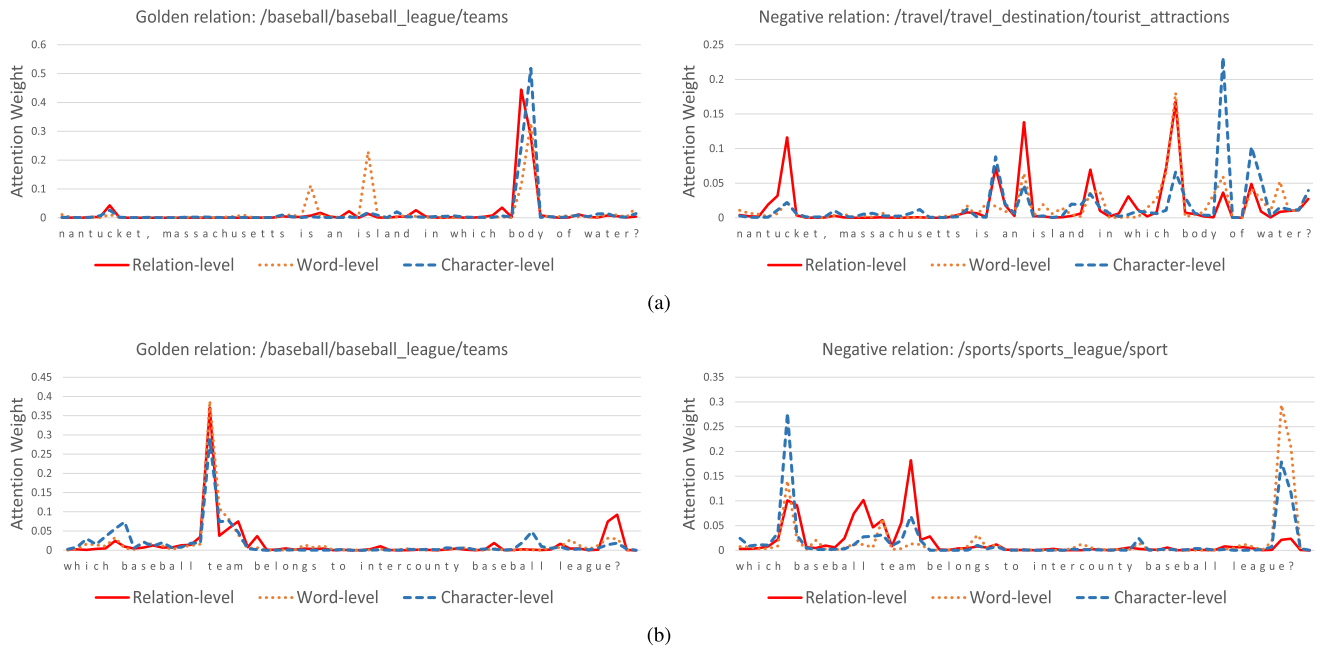 Golden relation: /baseball/baseball_league/teams
Attention Weight
0.6
0.5
0.4
0.3
0.2
0.1
0
nantucket, massachusetts is an island in which body of water?
Relation-level Word-level Character-level
Negative relation: /travel/travel_destination/tourist_attractions
Attention Weight
0.25
0.2
0.15
0.1
0.05
0
nantucket, massachusetts is an island in which body of water?
Relation-level Word-level Character-level
(a)
Golden relation: /baseball/baseball_league/teams
Attention Weight
0.45
0.4
0.35
0.3
0.25
0.2
0.15
0.1
0.05
0
which baseball team belongs to intercounty baseball league?
Relation-level Word-level Character-level
Negative relation: /sports/sports_league/sport
Attention Weight
0.35
0.3
0.25
0.2
0.15
0.1
0.05
0
which baseball team belongs to intercounty baseball league?
Relation-level Word-level Character-level
(b)